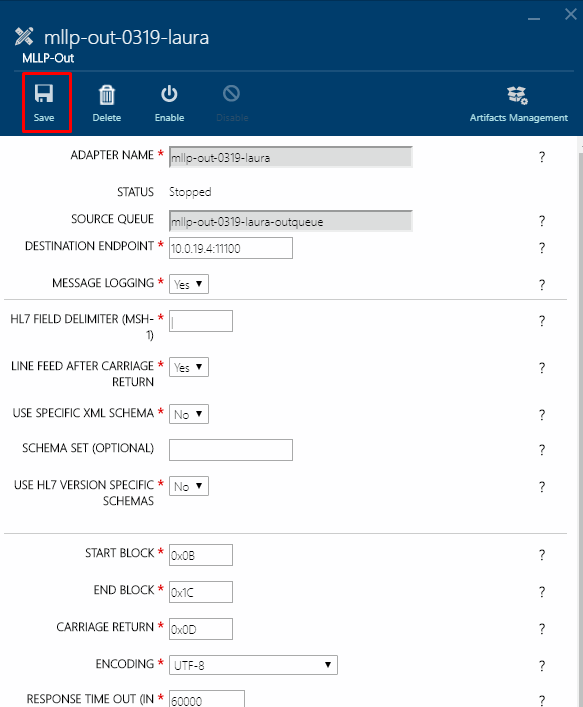 mllp-out-0319-laura
MLLP-Out
Save Delete Enable Disable Artifacts Management
ADAPTER NAME * mllp-out-0319-laura ?
STATUS Stopped
SOURCE QUEUE mllp-out-0319-laura-outqueue ?
DESTINATION ENDPOINT * 10.0.19.4:11100 ?
MESSAGE LOGGING * Yes ?
HL7 FIELD DELIMITER (MSH- * | ?
1)
LINE FEED AFTER CARRIAGE * Yes ?
RETURN
USE SPECIFIC XML SCHEMA * No ?
SCHEMA SET (OPTIONAL) ?
USE HL7 VERSION SPECIFIC * No ?
SCHEMAS
START BLOCK * 0x0B ?
END BLOCK * 0x1C ?
CARRIAGE RETURN * 0x0D ?
ENCODING * UTF-8 ?
RESPONSE TIME OUT (IN * 60000 ?